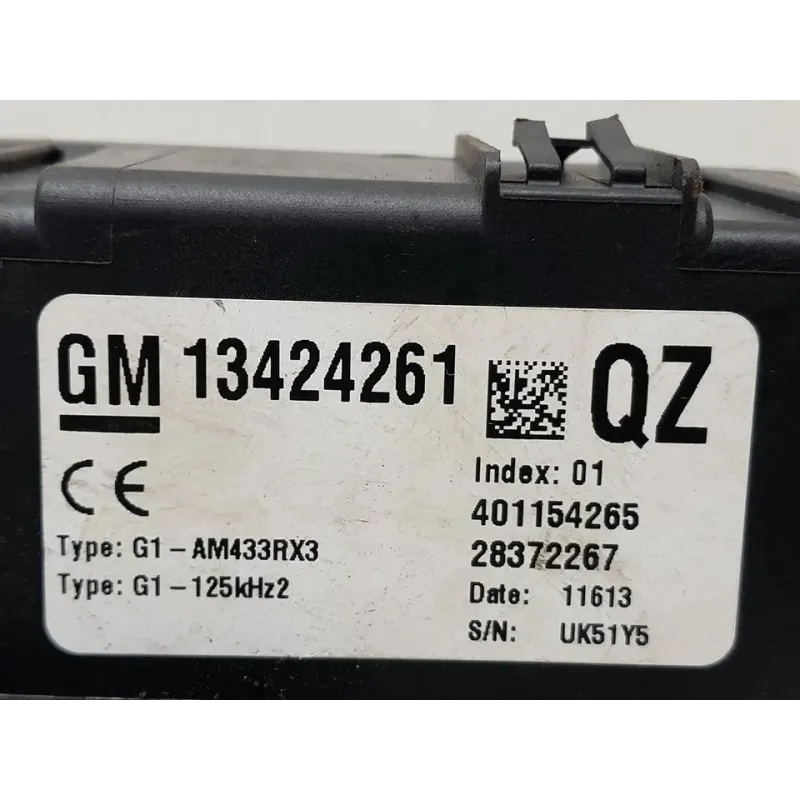 GM 13424261 QZ
CE
Type: G1-AM433RX3
Type: G1-125kHz2
Index: 01
401154265
28372267
Date: 11613
S/N: UK51Y5